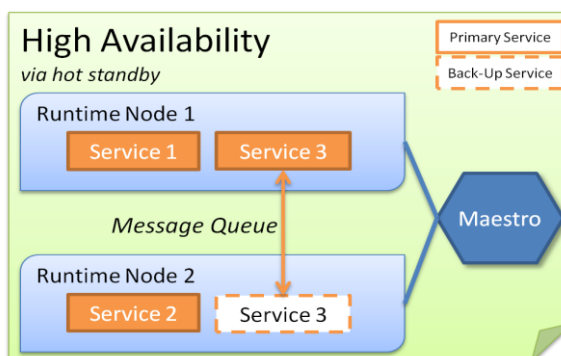 High Availability
via hot standby
Primary Service
Back-Up Service
Runtime Node 1
Service 1
Service 3
Message Queue
Maestro
Runtime Node 2
Service 2
Service 3